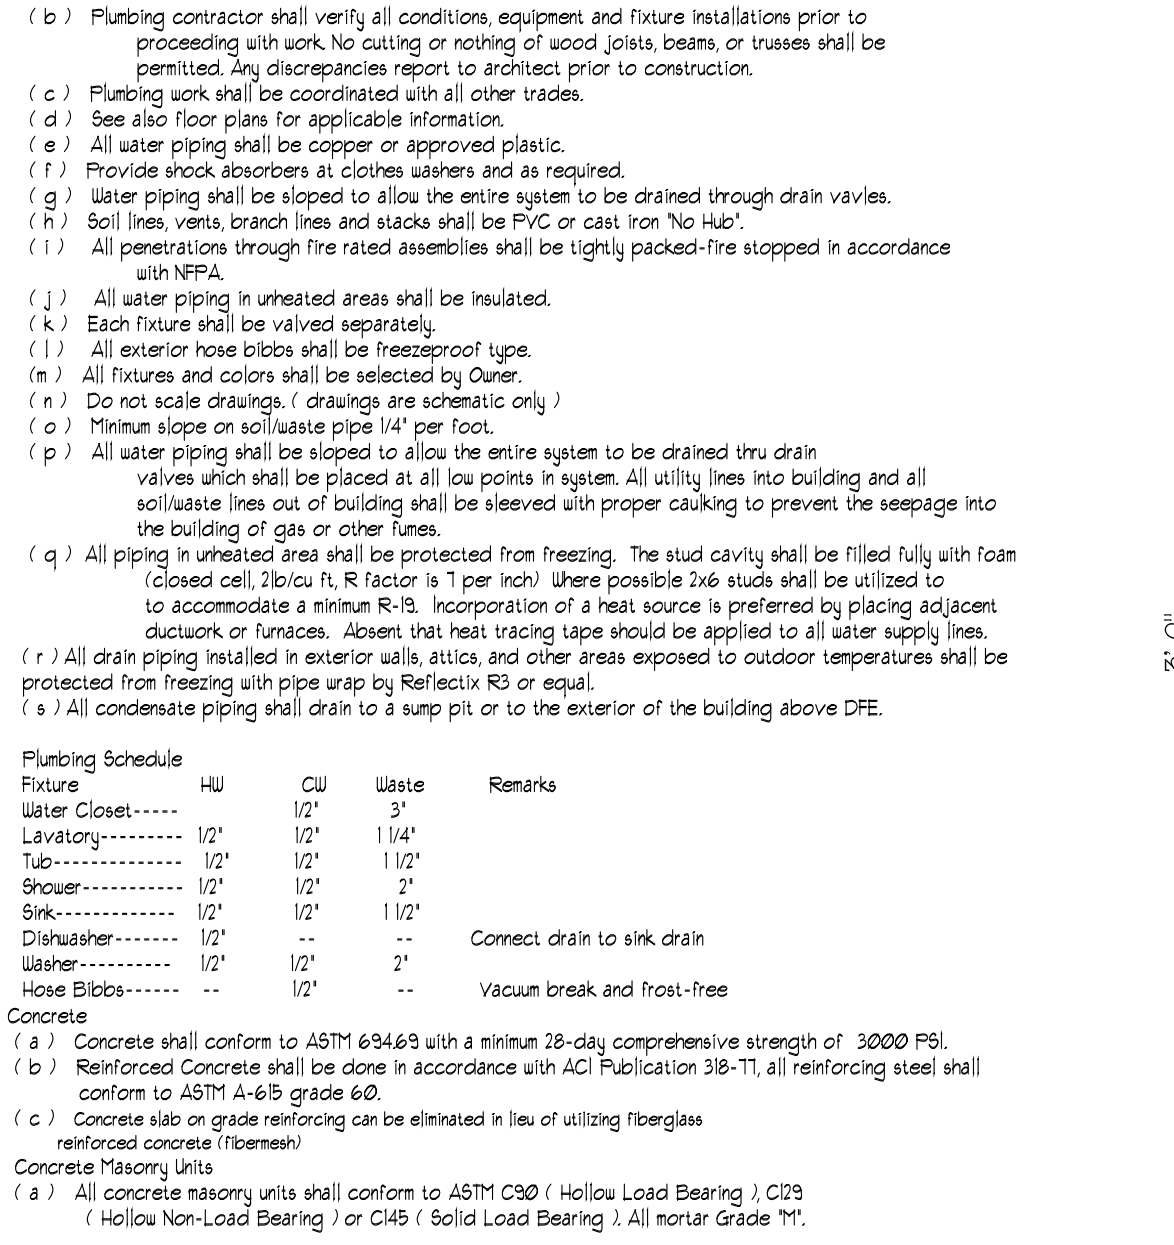 ( b )  Plumbing contractor shall verify all conditions, equipment and fixture installations prior to
proceeding with work. No cutting or nothing of wood joists, beams, or trusses shall be
permitted. Any discrepancies report to architect prior to construction.
( c )  Plumbing work shall be coordinated with all other trades.
( d )  See also floor plans for applicable information.
( e )  All water piping shall be copper or approved plastic.
( f )  Provide shock absorbers at clothes washers and as required.
( g )  Water piping shall be sloped to allow the entire system to be drained through drain vavles.
( h )  Soil lines, vents, branch lines and stacks shall be PVC or cast iron "No Hub".
( i )  All penetrations through fire rated assemblies shall be tightly packed-fire stopped in accordance
with NFPA.
( j )  All water piping in unheated areas shall be insulated.
( k )  Each fixture shall be valved separately.
( l )  All exterior hose bibbs shall be freezeproof type.
(m )  All fixtures and colors shall be selected by Owner.
( n )  Do not scale drawings. ( drawings are schematic only )
( o )  Minimum slope on soil/waste pipe 1/4" per foot.
( p )  All water piping shall be sloped to allow the entire system to be drained thru drain
valves which shall be placed at all low points in system. All utility lines into building and all
soil/waste lines out of building shall be sleeved with proper caulking to prevent the seepage into
the building of gas or other fumes.
( q ) All piping in unheated area shall be protected from freezing.  The stud cavity shall be filled fully with foam
(closed cell, 2lb/cu ft, R factor is 7 per inch)  Where possible 2x6 studs shall be utilized to
to accommodate a minimum R-19.  Incorporation of a heat source is preferred by placing adjacent
ductwork or furnaces.  Absent that heat tracing tape should be applied to all water supply lines.
( r ) All drain piping installed in exterior walls, attics, and other areas exposed to outdoor temperatures shall be
protected from freezing with pipe wrap by Reflectix R3 or equal.
( s ) All condensate piping shall drain to a sump pit or to the exterior of the building above DFE.
Plumbing Schedule
Fixture  HW  CW  Waste  Remarks
Water Closet-----  1/2"  3"
Lavatory---------  1/2"  1/2"  1 1/4"
Tub--------------  1/2"  1/2"  1 1/2"
Shower-----------  1/2"  1/2"  2"
Sink-------------  1/2"  1/2"  1 1/2"
Dishwasher-------  1/2"  --  --  Connect drain to sink drain
Washer----------  1/2"  1/2"  2"
Hose Bibbs------  --  1/2"  --  Vacuum break and frost-free
Concrete
( a )  Concrete shall conform to ASTM 694.69 with a minimum 28-day comprehensive strength of  3000 PSI.
( b )  Reinforced Concrete shall be done in accordance with ACI Publication 318-77, all reinforcing steel shall
conform to ASTM A-615 grade 60.
( c )  Concrete slab on grade reinforcing can be eliminated in lieu of utilizing fiberglass
reinforced concrete (fibermesh)
Concrete Masonry Units
( a )  All concrete masonry units shall conform to ASTM C90 ( Hollow Load Bearing ), C129
( Hollow Non-Load Bearing ) or C145 ( Solid Load Bearing ). All mortar Grade "M".